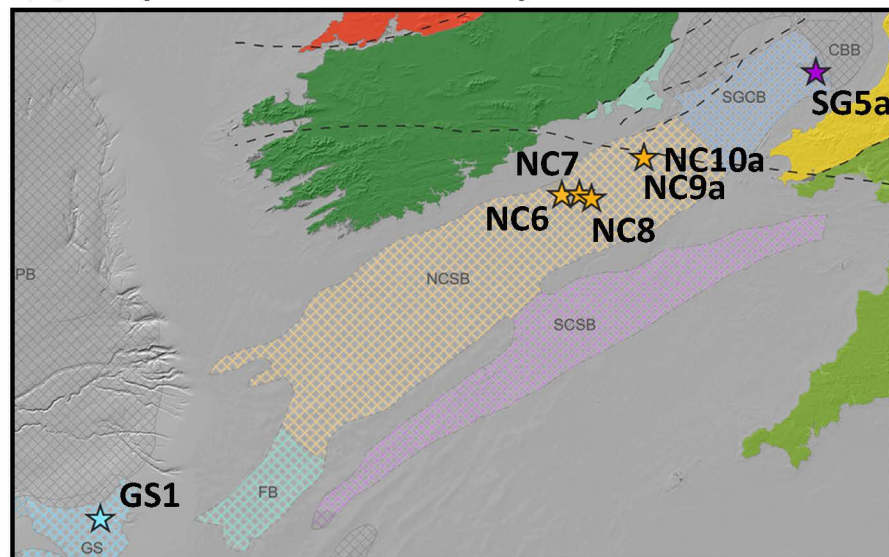 CBB
SGCB
SG5a
NC7
NC10a
NC9a
NC6
NC8
PB
NCSB
SCSB
FB
GS1
GS